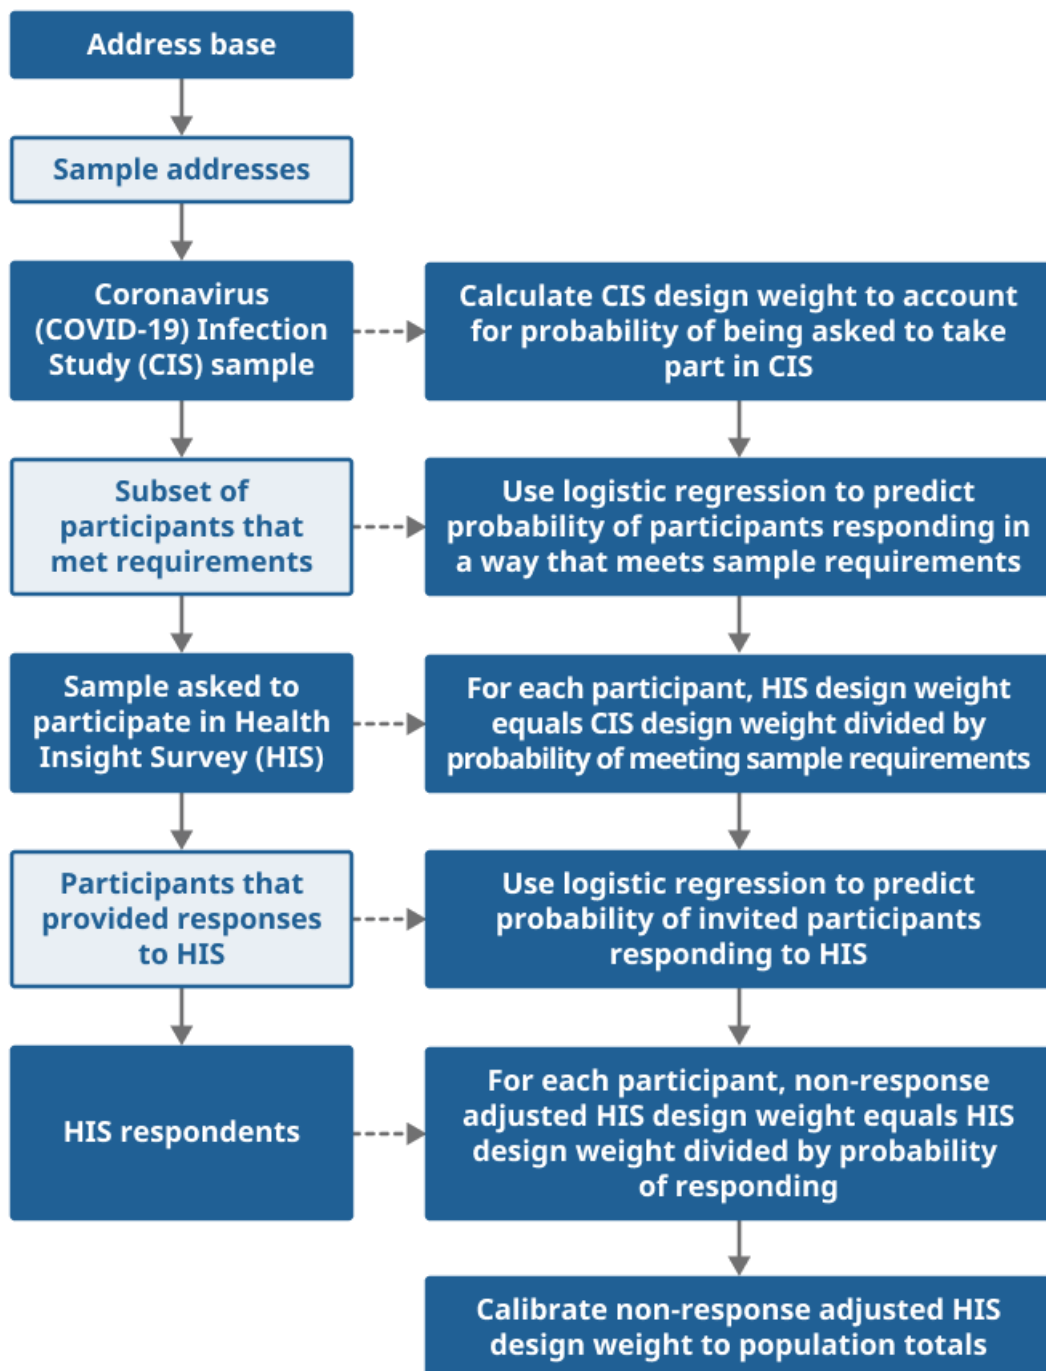 Address base
Sample addresses
Coronavirus
(COVID-19) Infection
Study (CIS) sample
Calculate CIS design weight to account
for probability of being asked to take
part in CIS
Subset of
participants that
met requirements
Use logistic regression to predict
probability of participants responding in
a way that meets sample requirements
Sample asked to
participate in Health
Insight Survey (HIS)
For each participant, HIS design weight
equals CIS design weight divided by
probability of meeting sample requirements
Participants that
provided responses
to HIS
Use logistic regression to predict
probability of invited participants
responding to HIS
HIS respondents
For each participant, non-response
adjusted HIS design weight equals HIS
design weight divided by probability
of responding
Calibrate non-response adjusted HIS
design weight to population totals